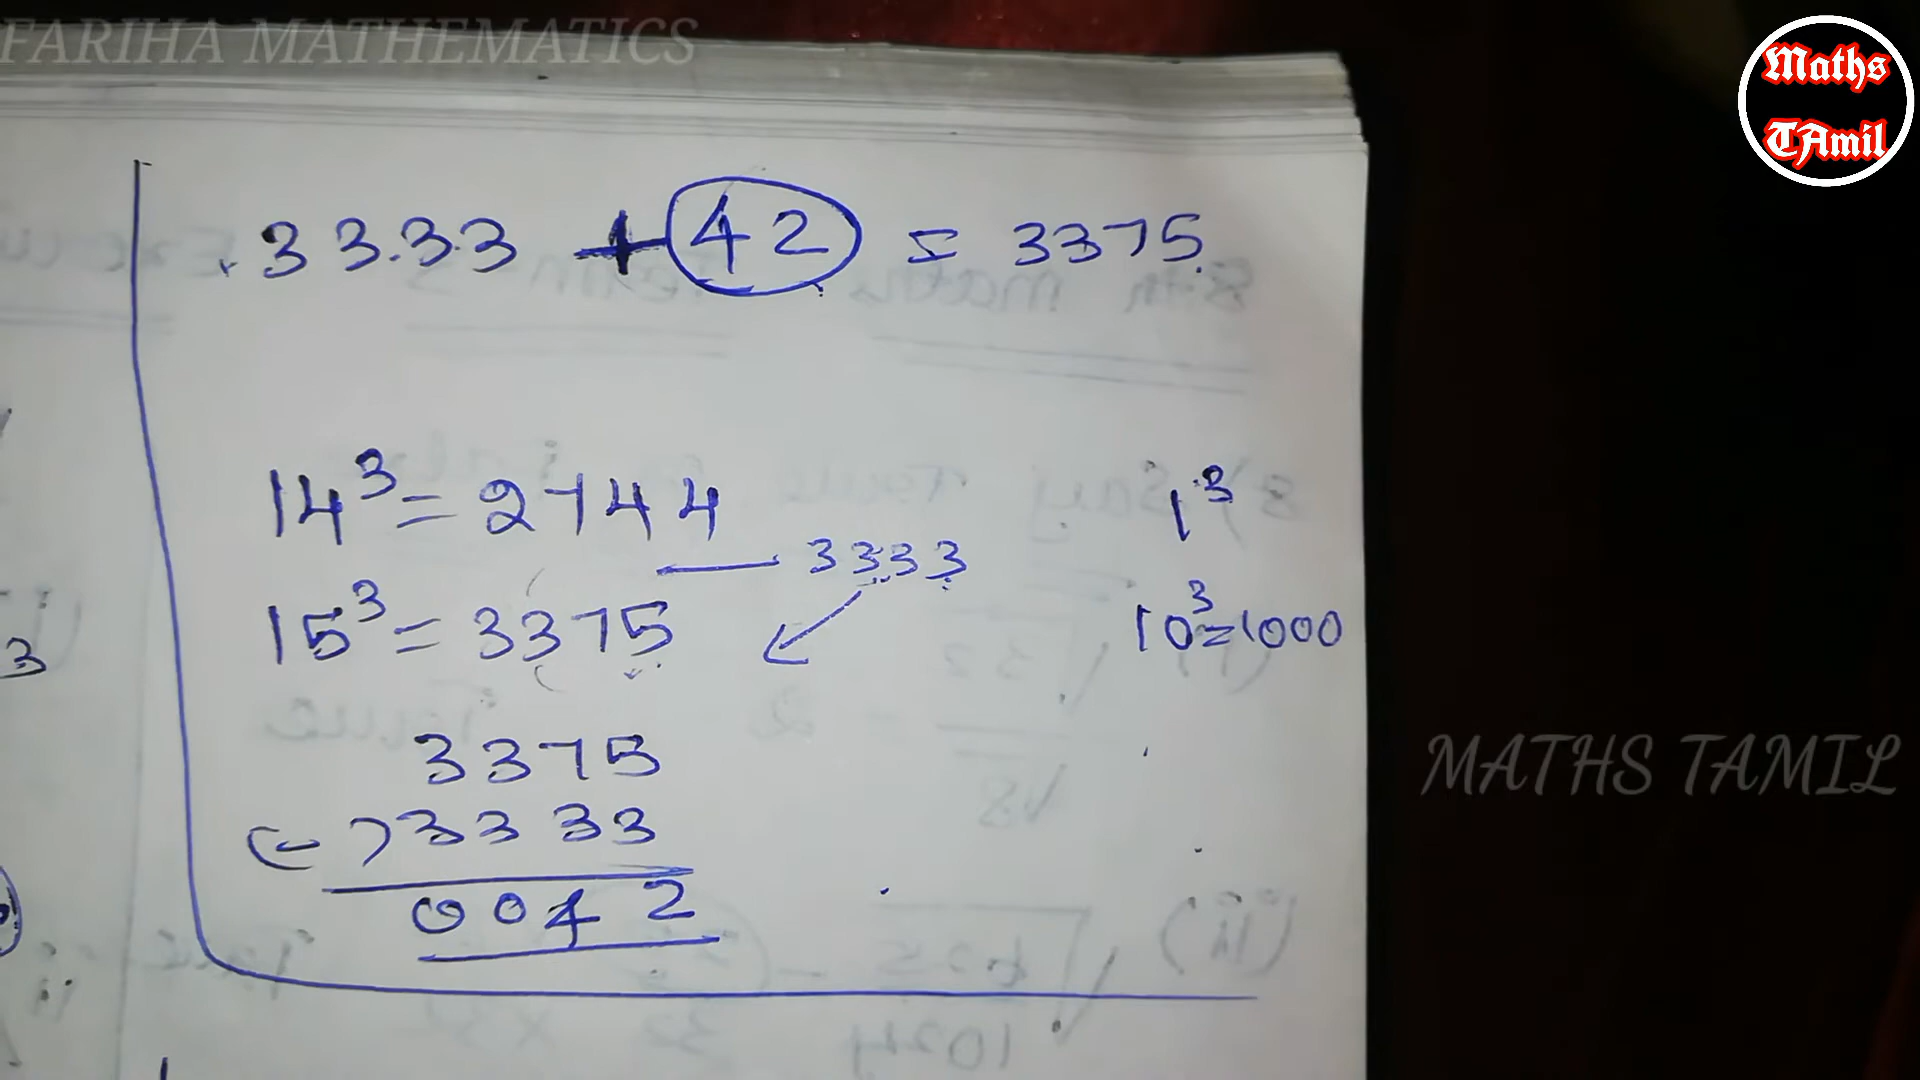 FARIHA MATHEMATICS
Maths
TAmil
3333 + 42 = 3375
14³ = 2744
3333
15³ = 3375
1³
10³=1000
3375
(-) 3333
0042
3
MATHS TAMIL